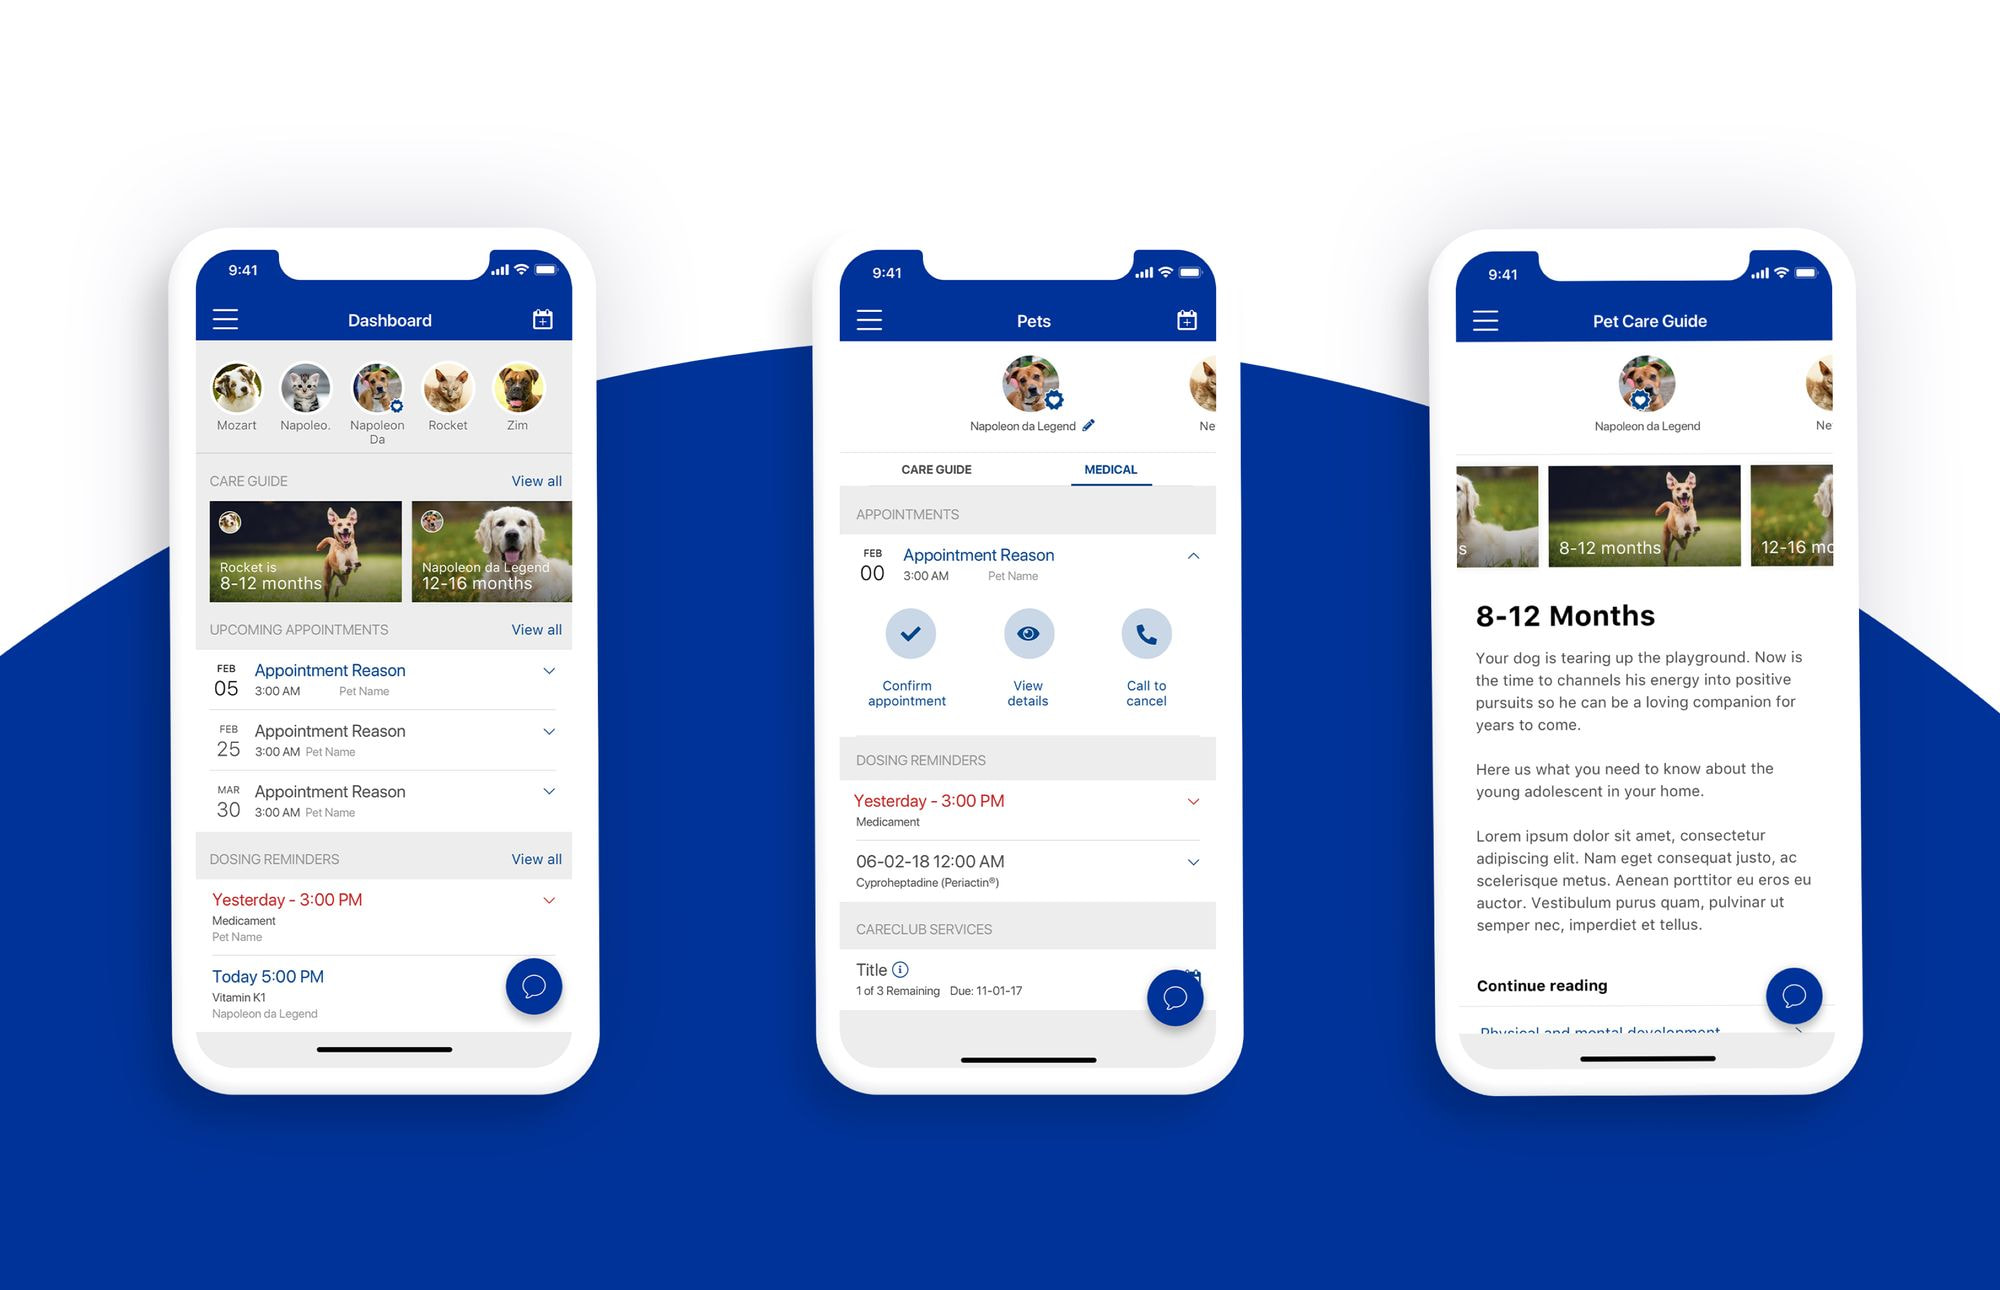 9:41
Dashboard
Mozart
Napoleo.
Napoleon
Da
Rocket
Zim
CARE GUIDE
View all
Rocket is
8-12 months
Napoleon da Legend
12-16 months
UPCOMING APPOINTMENTS
View all
FEB
05
Appointment Reason
3:00 AM Pet Name
FEB
25
Appointment Reason
3:00 AM Pet Name
MAR
30
Appointment Reason
3:00 AM Pet Name
DOSING REMINDERS
View all
Yesterday - 3:00 PM
Medicament
Pet Name
Today 5:00 PM
Vitamin K1
Napoleon da Legend
9:41
Pets
Napoleon da Legend
Ne
CARE GUIDE
MEDICAL
APPOINTMENTS
FEB
00
Appointment Reason
3:00 AM Pet Name
Confirm
appointment
View
details
Call to
cancel
DOSING REMINDERS
Yesterday - 3:00 PM
Medicament
06-02-18 12:00 AM
Cyproheptadine (Periactin®)
CARECLUB SERVICES
Title
1 of 3 Remaining Due: 11-01-17
9:41
Pet Care Guide
Napoleon da Legend
Ne
s
8-12 months
12-16 mo
8-12 Months
Your dog is tearing up the playground. Now is
the time to channels his energy into positive
pursuits so he can be a loving companion for
years to come.
Here us what you need to know about the
young adolescent in your home.
Lorem ipsum dolor sit amet, consectetur
adipiscing elit. Nam eget consequat justo, ac
scelerisque metus. Aenean porttitor eu eros eu
auctor. Vestibulum purus quam, pulvinar ut
semper nec, imperdiet et tellus.
Continue reading
Physical and mental development